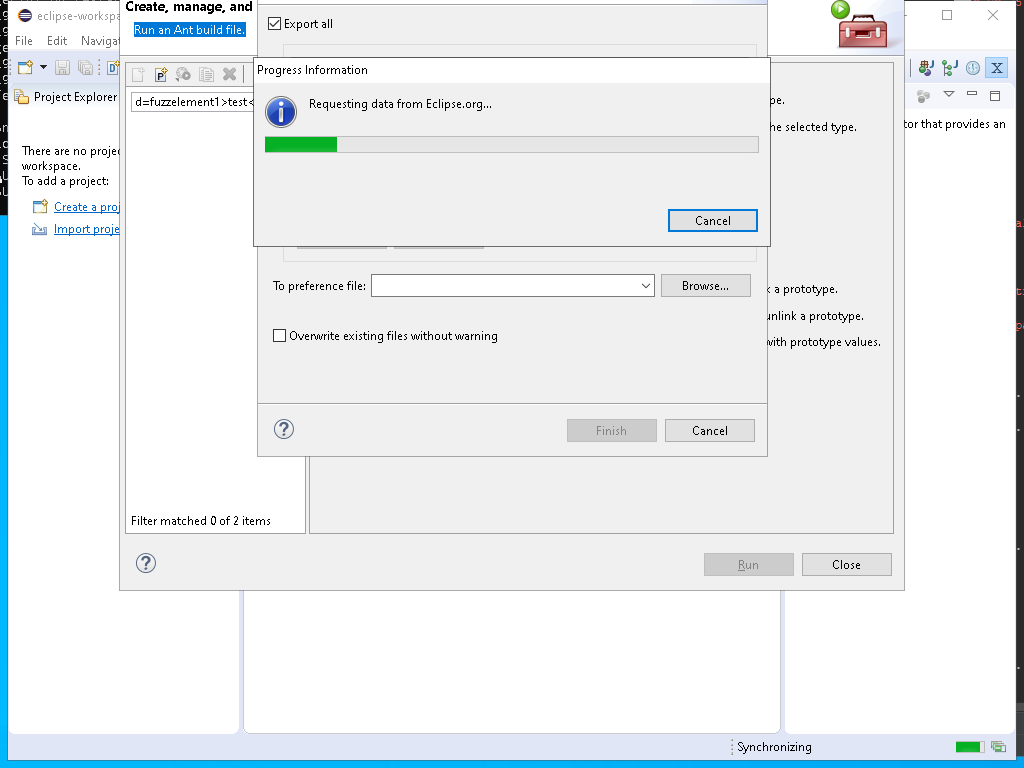 eclipse-workspa
Create, manage, and
Run an Ant build file.
File Edit Navigat
Export all
Project Explorer
d=fuzzelement1>test<
Progress Information
Requesting data from Eclipse.org...
Cancel
pe.
he selected type.
tor that provides an
There are no projec
workspace.
To add a project:
Create a proj
Import proje
To preference file:
Browse...
k a prototype.
unlink a prototype.
with prototype values.
Overwrite existing files without warning
Finish
Cancel
Filter matched 0 of 2 items
Run
Close
Synchronizing